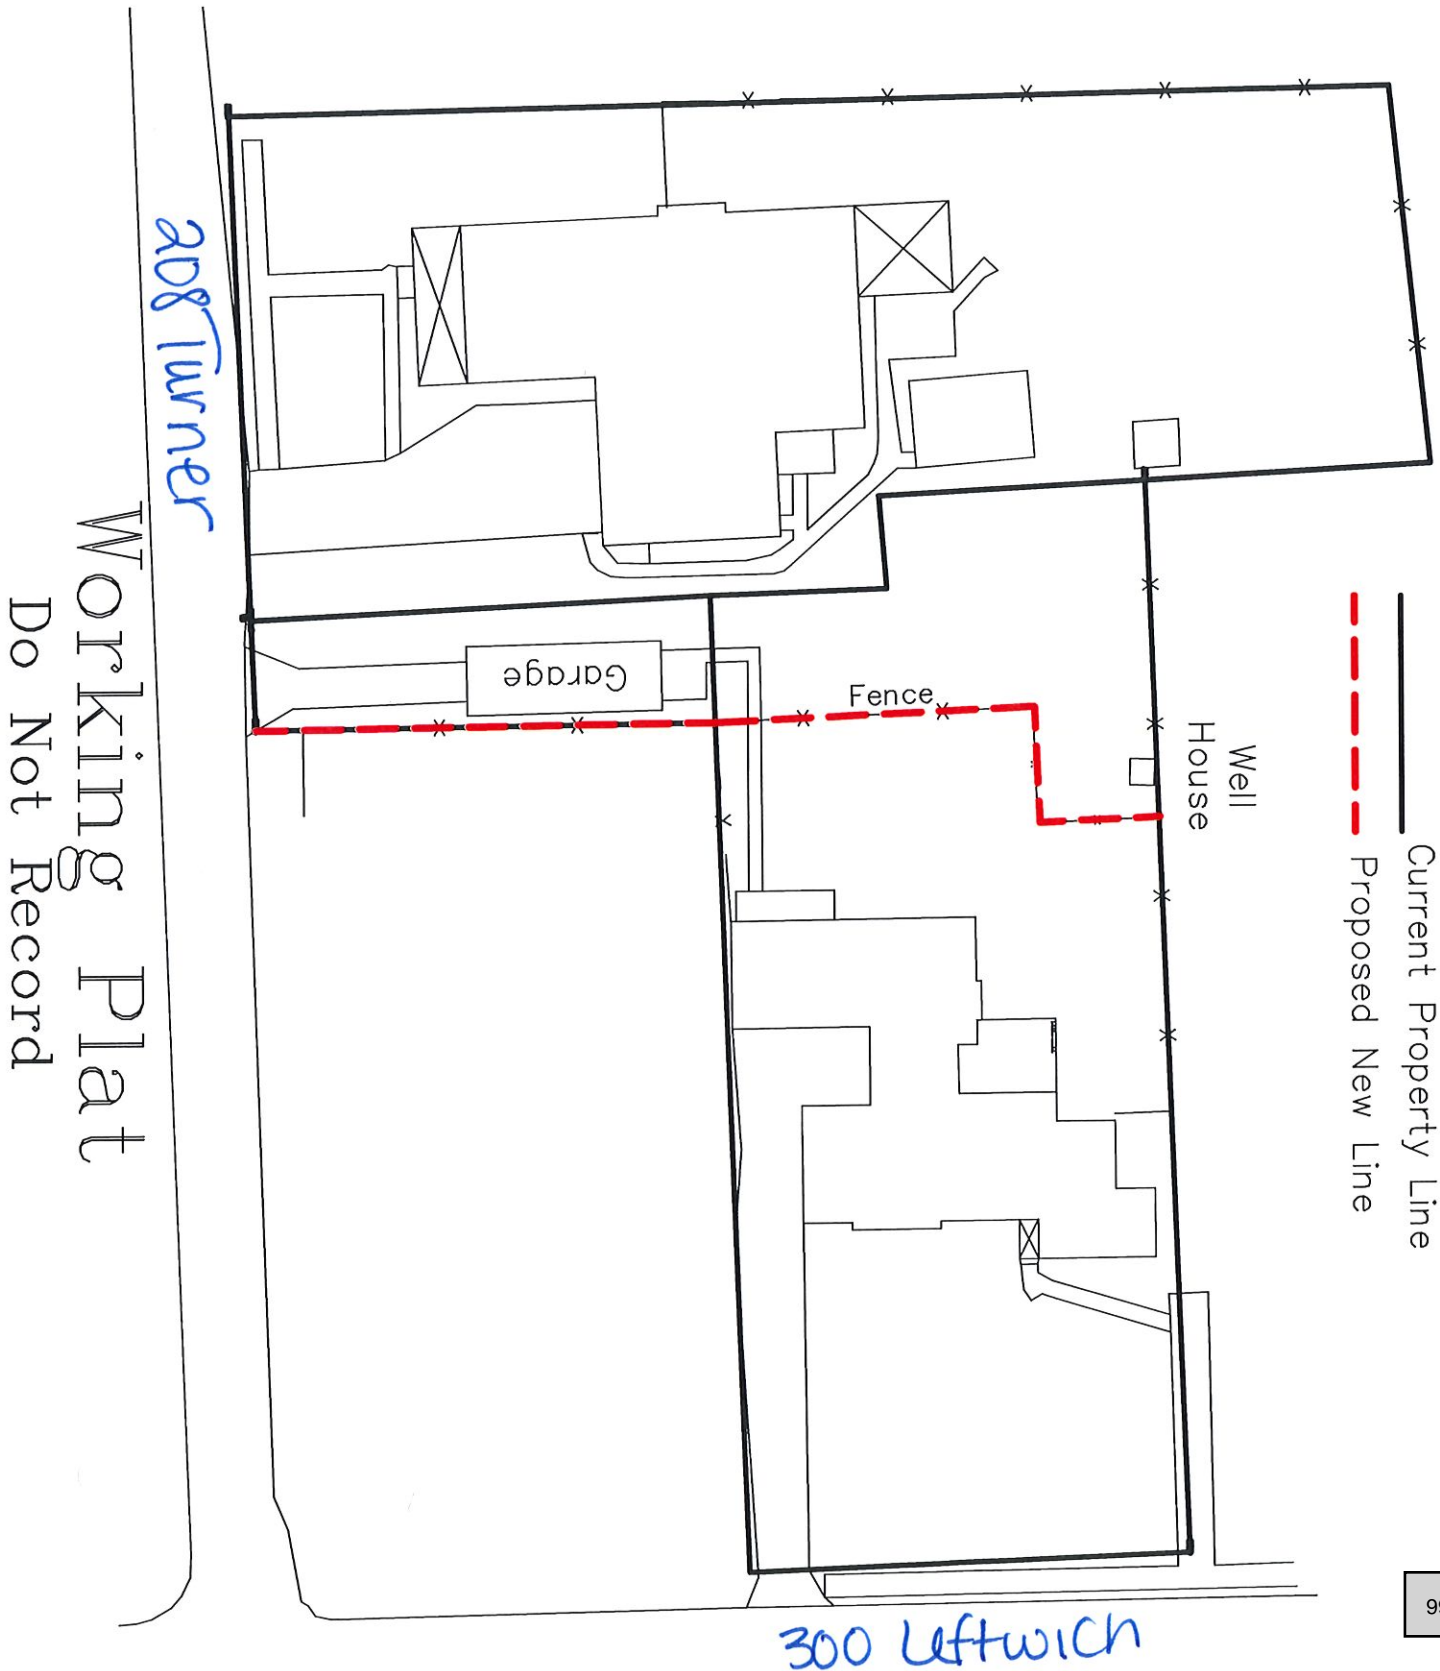 208 Turner
Working Plat
Do Not Record
Garage
Fence
Well
House
Current Property Line
Proposed New Line
300 Leftwich